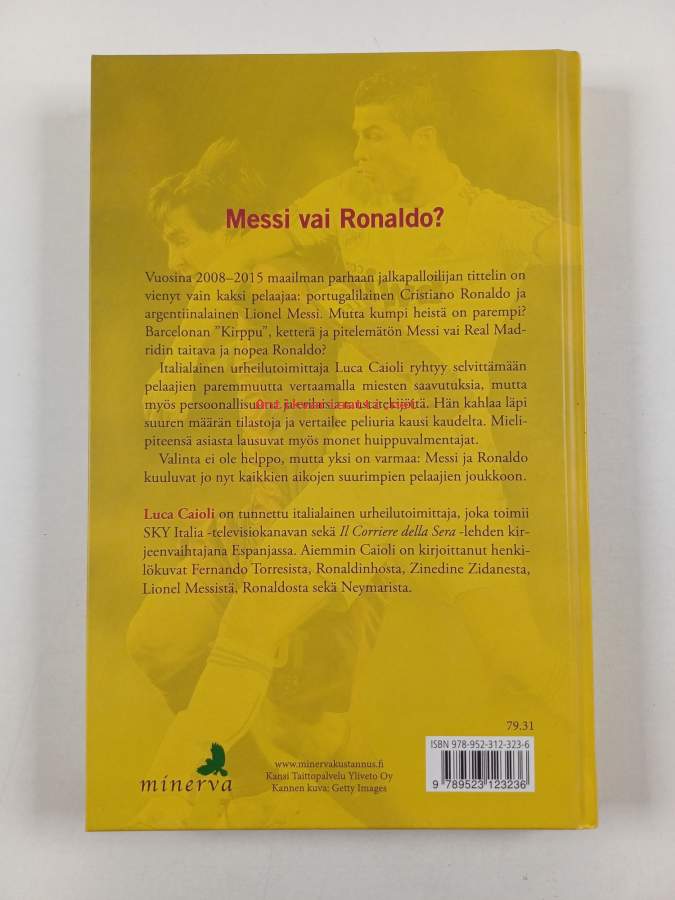 Messi vai Ronaldo?
Vuosina 2008–2015 maailman parhaan jalkapalloilijan tittelin on
vienyt vain kaksi pelaajaa: portugalilainen Cristiano Ronaldo ja
argentiinalainen Lionel Messi. Mutta kumpi heistä on parempi?
Barcelonan ”Kirppu”, ketterä ja pitelemätön Messi vai Real Mad-
ridin taitava ja nopea Ronaldo?
Italialainen urheilutoimittaja Luca Caioli ryhtyy selvittämään
pelaajien paremmuutta vertaamalla miesten saavutuksia, mutta
myös persoonallisuutta ja erilaisia taustatekijöitä. Hän kahlaa läpi
suuren määrän tilastoja ja vertailee peliuria kausi kaudelta. Mieli-
piteensä asiasta lausuvat myös monet huippuvalmentajat.
Valinta ei ole helppo, mutta yksi on varmaa: Messi ja Ronaldo
kuuluvat jo nyt kaikkien aikojen suurimpien pelaajien joukkoon.
Luca Caioli on tunnettu italialainen urheilutoimittaja, joka toimii
SKY Italia -televisiokanavan sekä Il Corriere della Sera -lehden kir-
jeenvaihtajana Espanjassa. Aiemmin Caioli on kirjoittanut henki-
lökuvat Fernando Torresista, Ronaldinhosta, Zinedine Zidanesta,
Lionel Messistä, Ronaldosta sekä Neymarista.
79.31
ISBN 978-952-312-323-6
9 789523 123236
minerva
www.minervakustannus.fi
Kansi Taittopalvelu Yliveto Oy
Kannen kuva: Getty Images